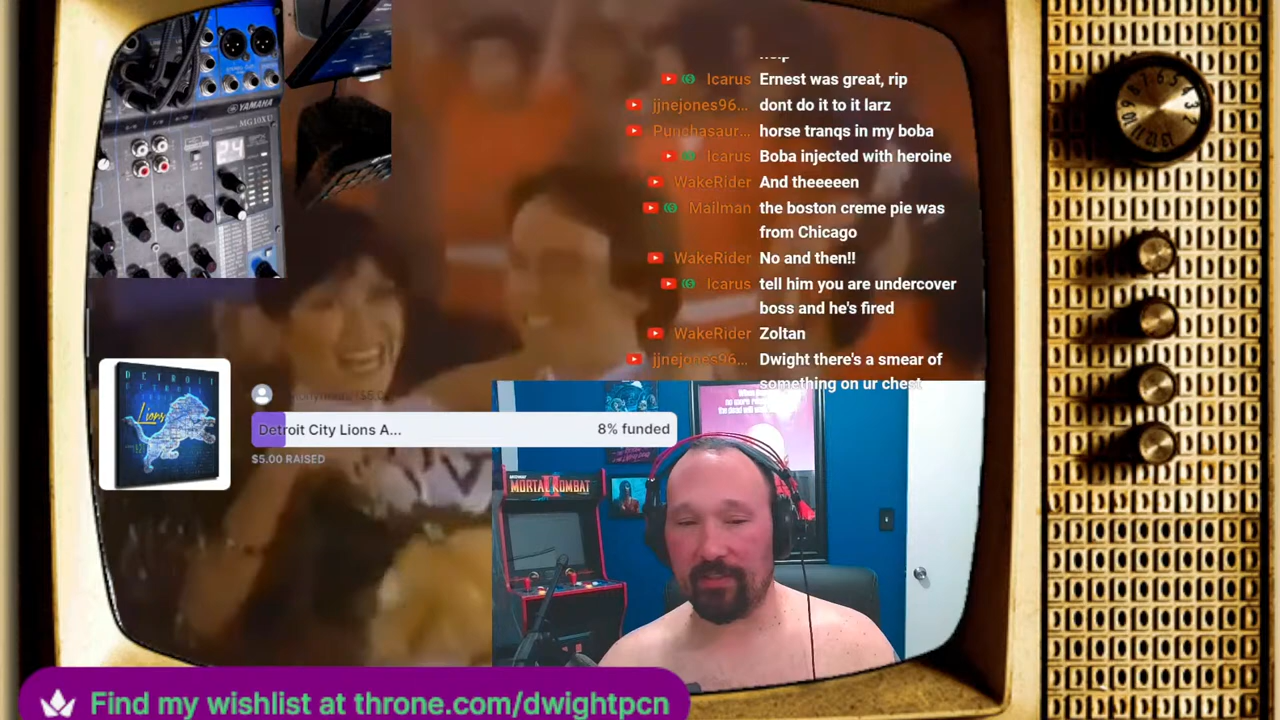 YAMAHA
MG10XU
24
help
Icarus Ernest was great, rip
jjnejones96... dont do it to it larz
Punchasaur... horse tranqs in my boba
Icarus Boba injected with heroine
WakeRider And theeeeen
Mailman the boston creme pie was
from Chicago
WakeRider No and then!!
Icarus tell him you are undercover
boss and he's fired
WakeRider Zoltan
jjnejones96... Dwight there's a smear of
something on ur chest
DETROIT
Lions
Detroit City Lions A... 8% funded
$5.00 RAISED
MORTAL KOMBAT
Find my wishlist at throne.com/dwightpcn